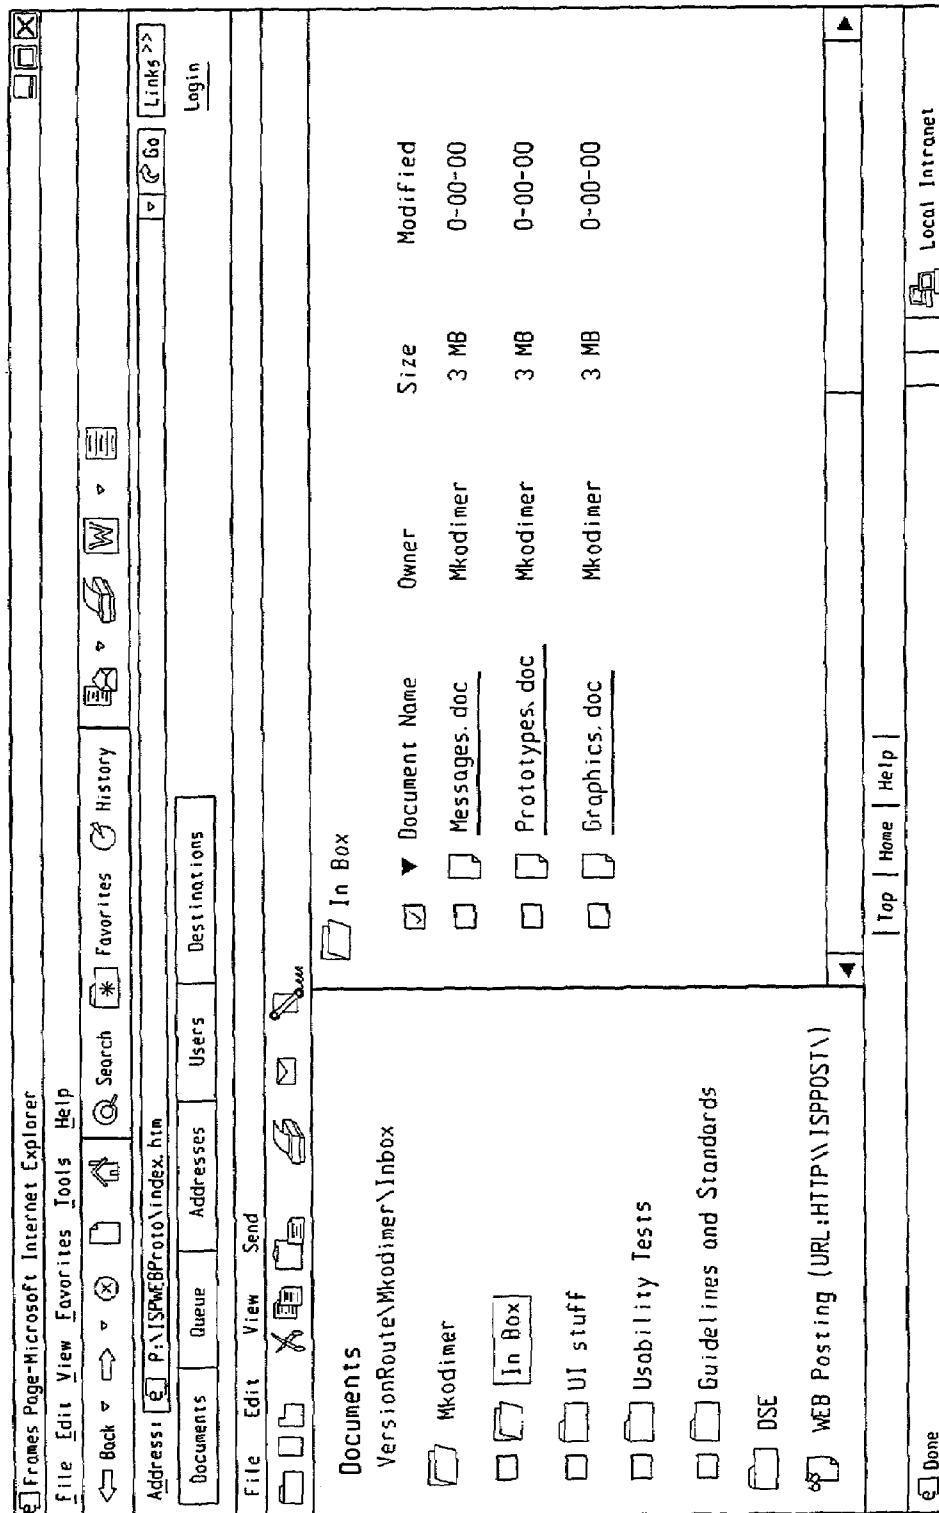 Frames Page-Microsoft Internet Explorer
File Edit View Favorites Tools Help
Back Search Favorites History W
Address: P:\ISPWEBProto\index.htm Go Links >>
Documents Queue Addresses Users Destinations Login
File Edit View Send
Documents
VersionRoute\Mkodimer\Inbox
Mkodimer
In Box
UI stuff
Usability Tests
Guidelines and Standards
DSE
WEB Posting (URL:HTTP\\ISPPOST\)
In Box
Document Name Owner Size Modified
Messages.doc Mkodimer 3 MB 0-00-00
Prototypes.doc Mkodimer 3 MB 0-00-00
Graphics.doc Mkodimer 3 MB 0-00-00
| Top | Home | Help |
Done Local Intranet